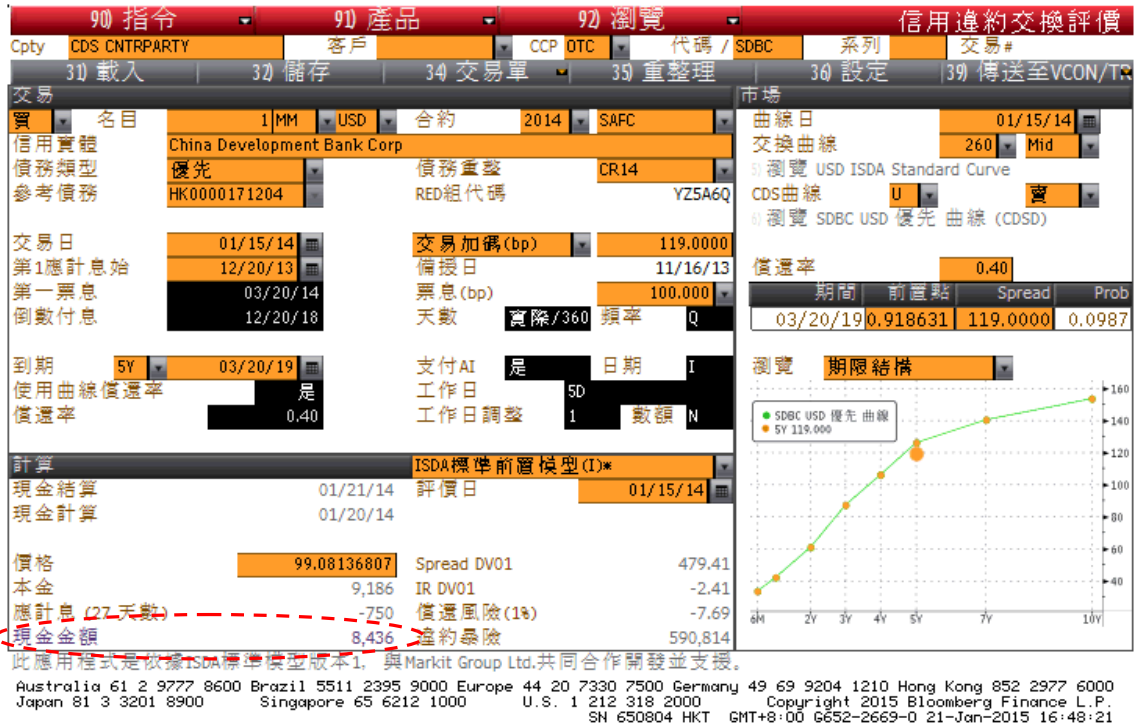 90) 指令 91) 產品 92) 瀏覽 信用違約交換評價
Cpty CDS CNTRPARTY 客戶 CCP OTC 代碼 / SDBC 系列 交易#
31) 載入 32) 儲存 34) 交易單 35) 重整理 36) 設定 39) 傳送至VCON/TR
交易 市場
買 名目 1 MM USD 合約 2014 SAFC 曲線日 01/15/14
信用實體 China Development Bank Corp 交換曲線 260 Mid
債務類型 優先 債務重整 CR14 5) 瀏覽 USD ISDA Standard Curve
參考債務 HK0000171204 RED組代碼 YZ5A6Q CDS曲線 U 賣
6) 瀏覽 SDBC USD 優先 曲線 (CDSD)
交易日 01/15/14 交易加碼(bp) 119.0000
第1應計息始 12/20/13 備援日 11/16/13 償還率 0.40
第一票息 03/20/14 票息(bp) 100.000 期間 前置點 Spread Prob
倒數付息 12/20/18 天數 實際/360 頻率 Q 03/20/19 0.918631 119.0000 0.0987
到期 5Y 03/20/19 支付AI 是 日期 I 瀏覽 期限結構
使用曲線償還率 是 工作日 5D
償還率 0.40 工作日調整 1 數額 N
160
SDBC USD 優先 曲線
5Y 119.000
140
120
100
80
60
40
6M 2Y 3Y 4Y 5Y 7Y 10Y
計算 ISDA標準前置模型(I)*
現金結算 01/21/14 評價日 01/15/14
現金計算 01/20/14
價格 99.08136807 Spread DV01 479.41
本金 9,186 IR DV01 -2.41
應計息 (27 天數) -750 償還風險(1%) -7.69
現金金額 8,436 違約暴險 590,814
此應用程式是依據ISDA標準模型版本1, 與Markit Group Ltd.共同合作開發並支援。
Australia 61 2 9777 8600 Brazil 5511 2395 9000 Europe 44 20 7330 7500 Germany 49 69 9204 1210 Hong Kong 852 2977 6000
Japan 81 3 3201 8900 Singapore 65 6212 1000 U.S. 1 212 318 2000 Copyright 2015 Bloomberg Finance L.P.
SN 650804 HKT GMT+8:00 G652-2669-0 21-Jan-2015 16:48:21